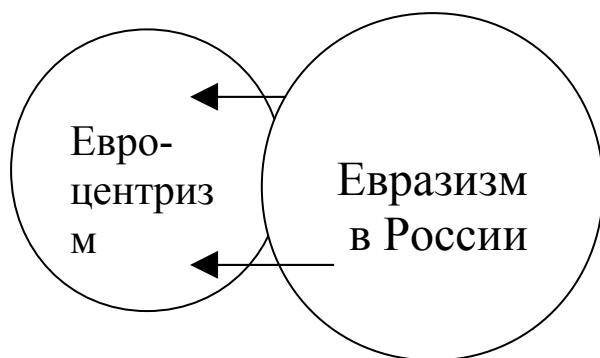 Евро-
центриз
м
Евразизм
в России